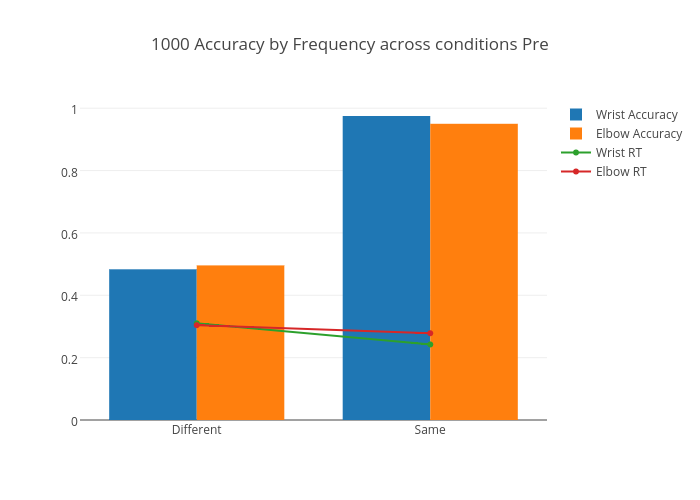 1000 Accuracy by Frequency across conditions Pre
1
0.8
0.6
0.4
0.2
0
Different
Same
Wrist Accuracy
Elbow Accuracy
Wrist RT
Elbow RT